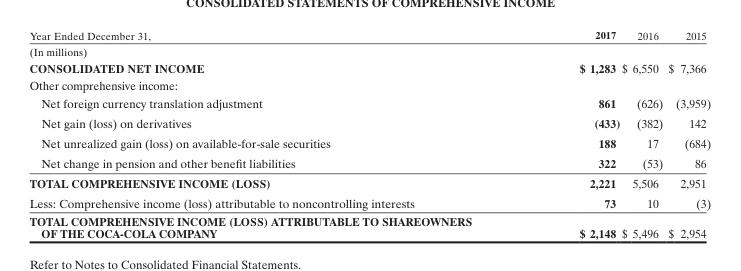 CONSOLIDATED STATEMENTS OF COMPREHENSIVE INCOME
Year Ended December 31, 2017 2016 2015
(In millions)
CONSOLIDATED NET INCOME $ 1,283 $ 6,550 $ 7,366
Other comprehensive income:
Net foreign currency translation adjustment 861 (626) (3,959)
Net gain (loss) on derivatives (433) (382) 142
Net unrealized gain (loss) on available-for-sale securities 188 17 (684)
Net change in pension and other benefit liabilities 322 (53) 86
TOTAL COMPREHENSIVE INCOME (LOSS) 2,221 5,506 2,951
Less: Comprehensive income (loss) attributable to noncontrolling interests 73 10 (3)
TOTAL COMPREHENSIVE INCOME (LOSS) ATTRIBUTABLE TO SHAREOWNERS
OF THE COCA-COLA COMPANY $ 2,148 $ 5,496 $ 2,954
Refer to Notes to Consolidated Financial Statements.